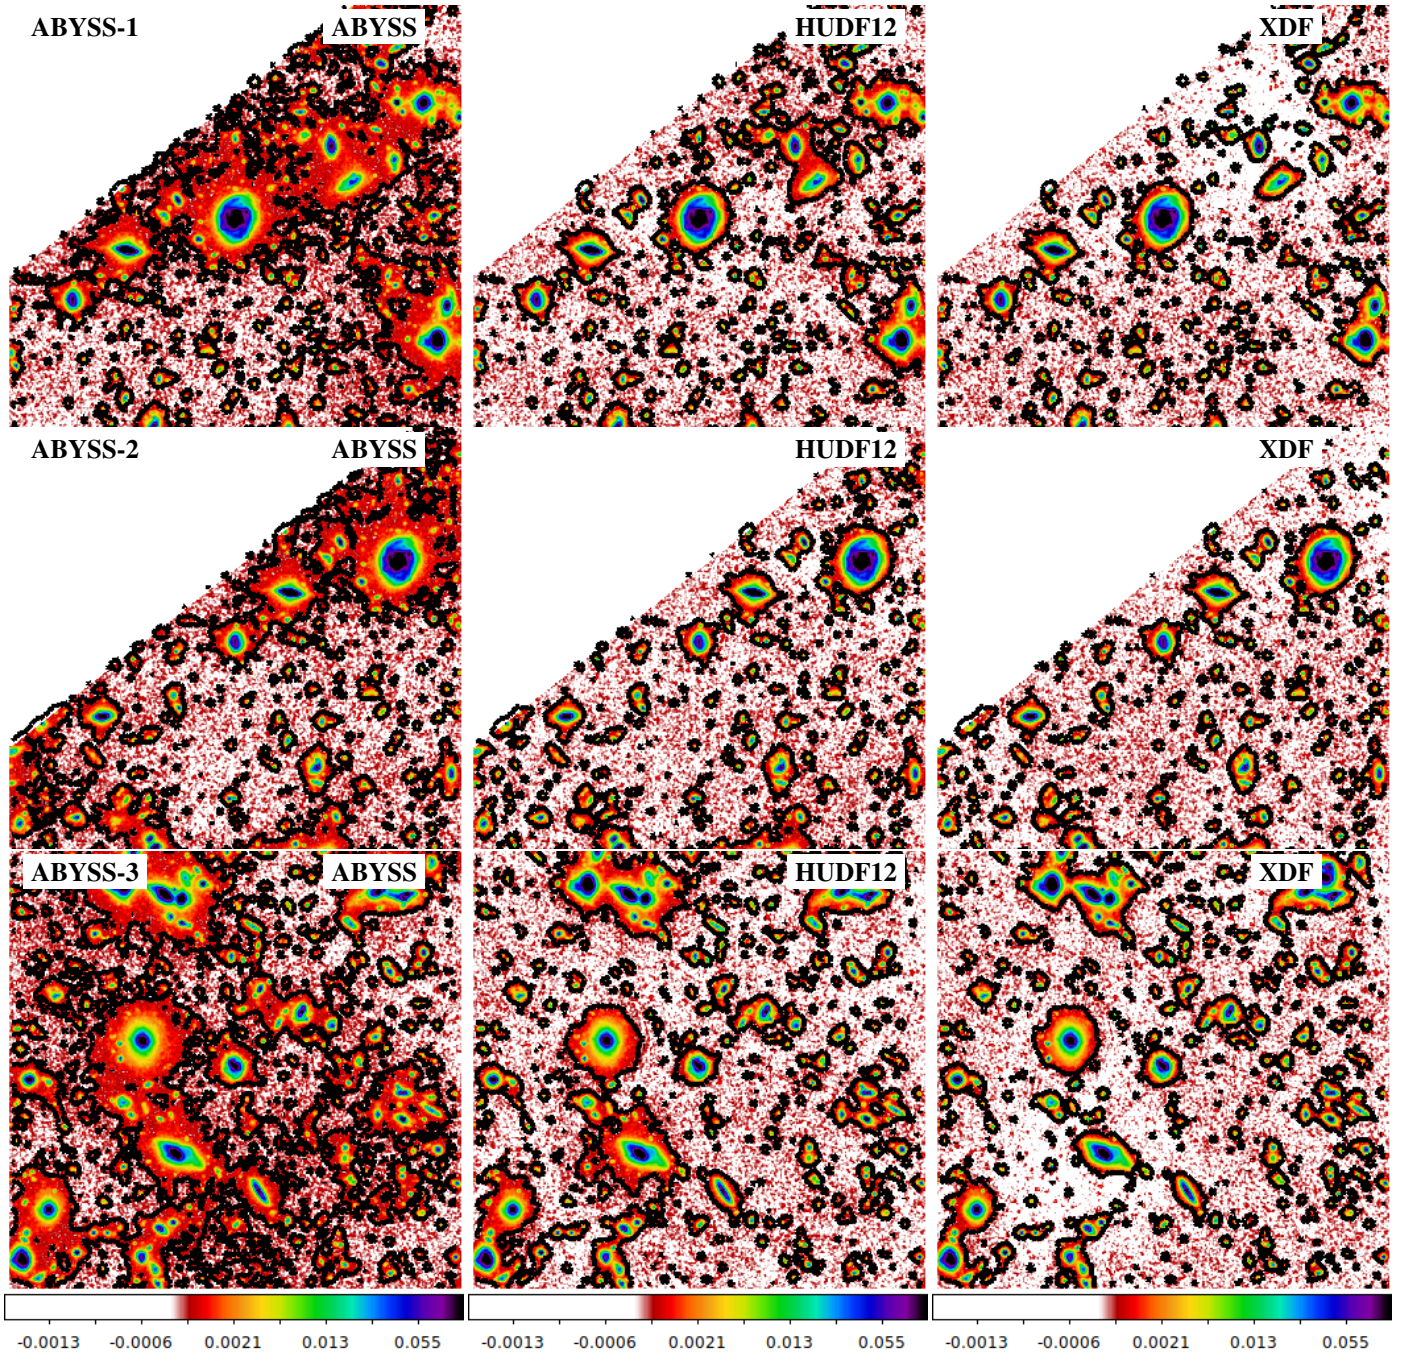 ABYSS-1 ABYSS HUDF12 XDF
ABYSS-2 ABYSS HUDF12 XDF
ABYSS-3 ABYSS HUDF12 XDF
-0.0013 -0.0006 0.0021 0.013 0.055 -0.0013 -0.0006 0.0021 0.013 0.055 -0.0013 -0.0006 0.0021 0.013 0.055